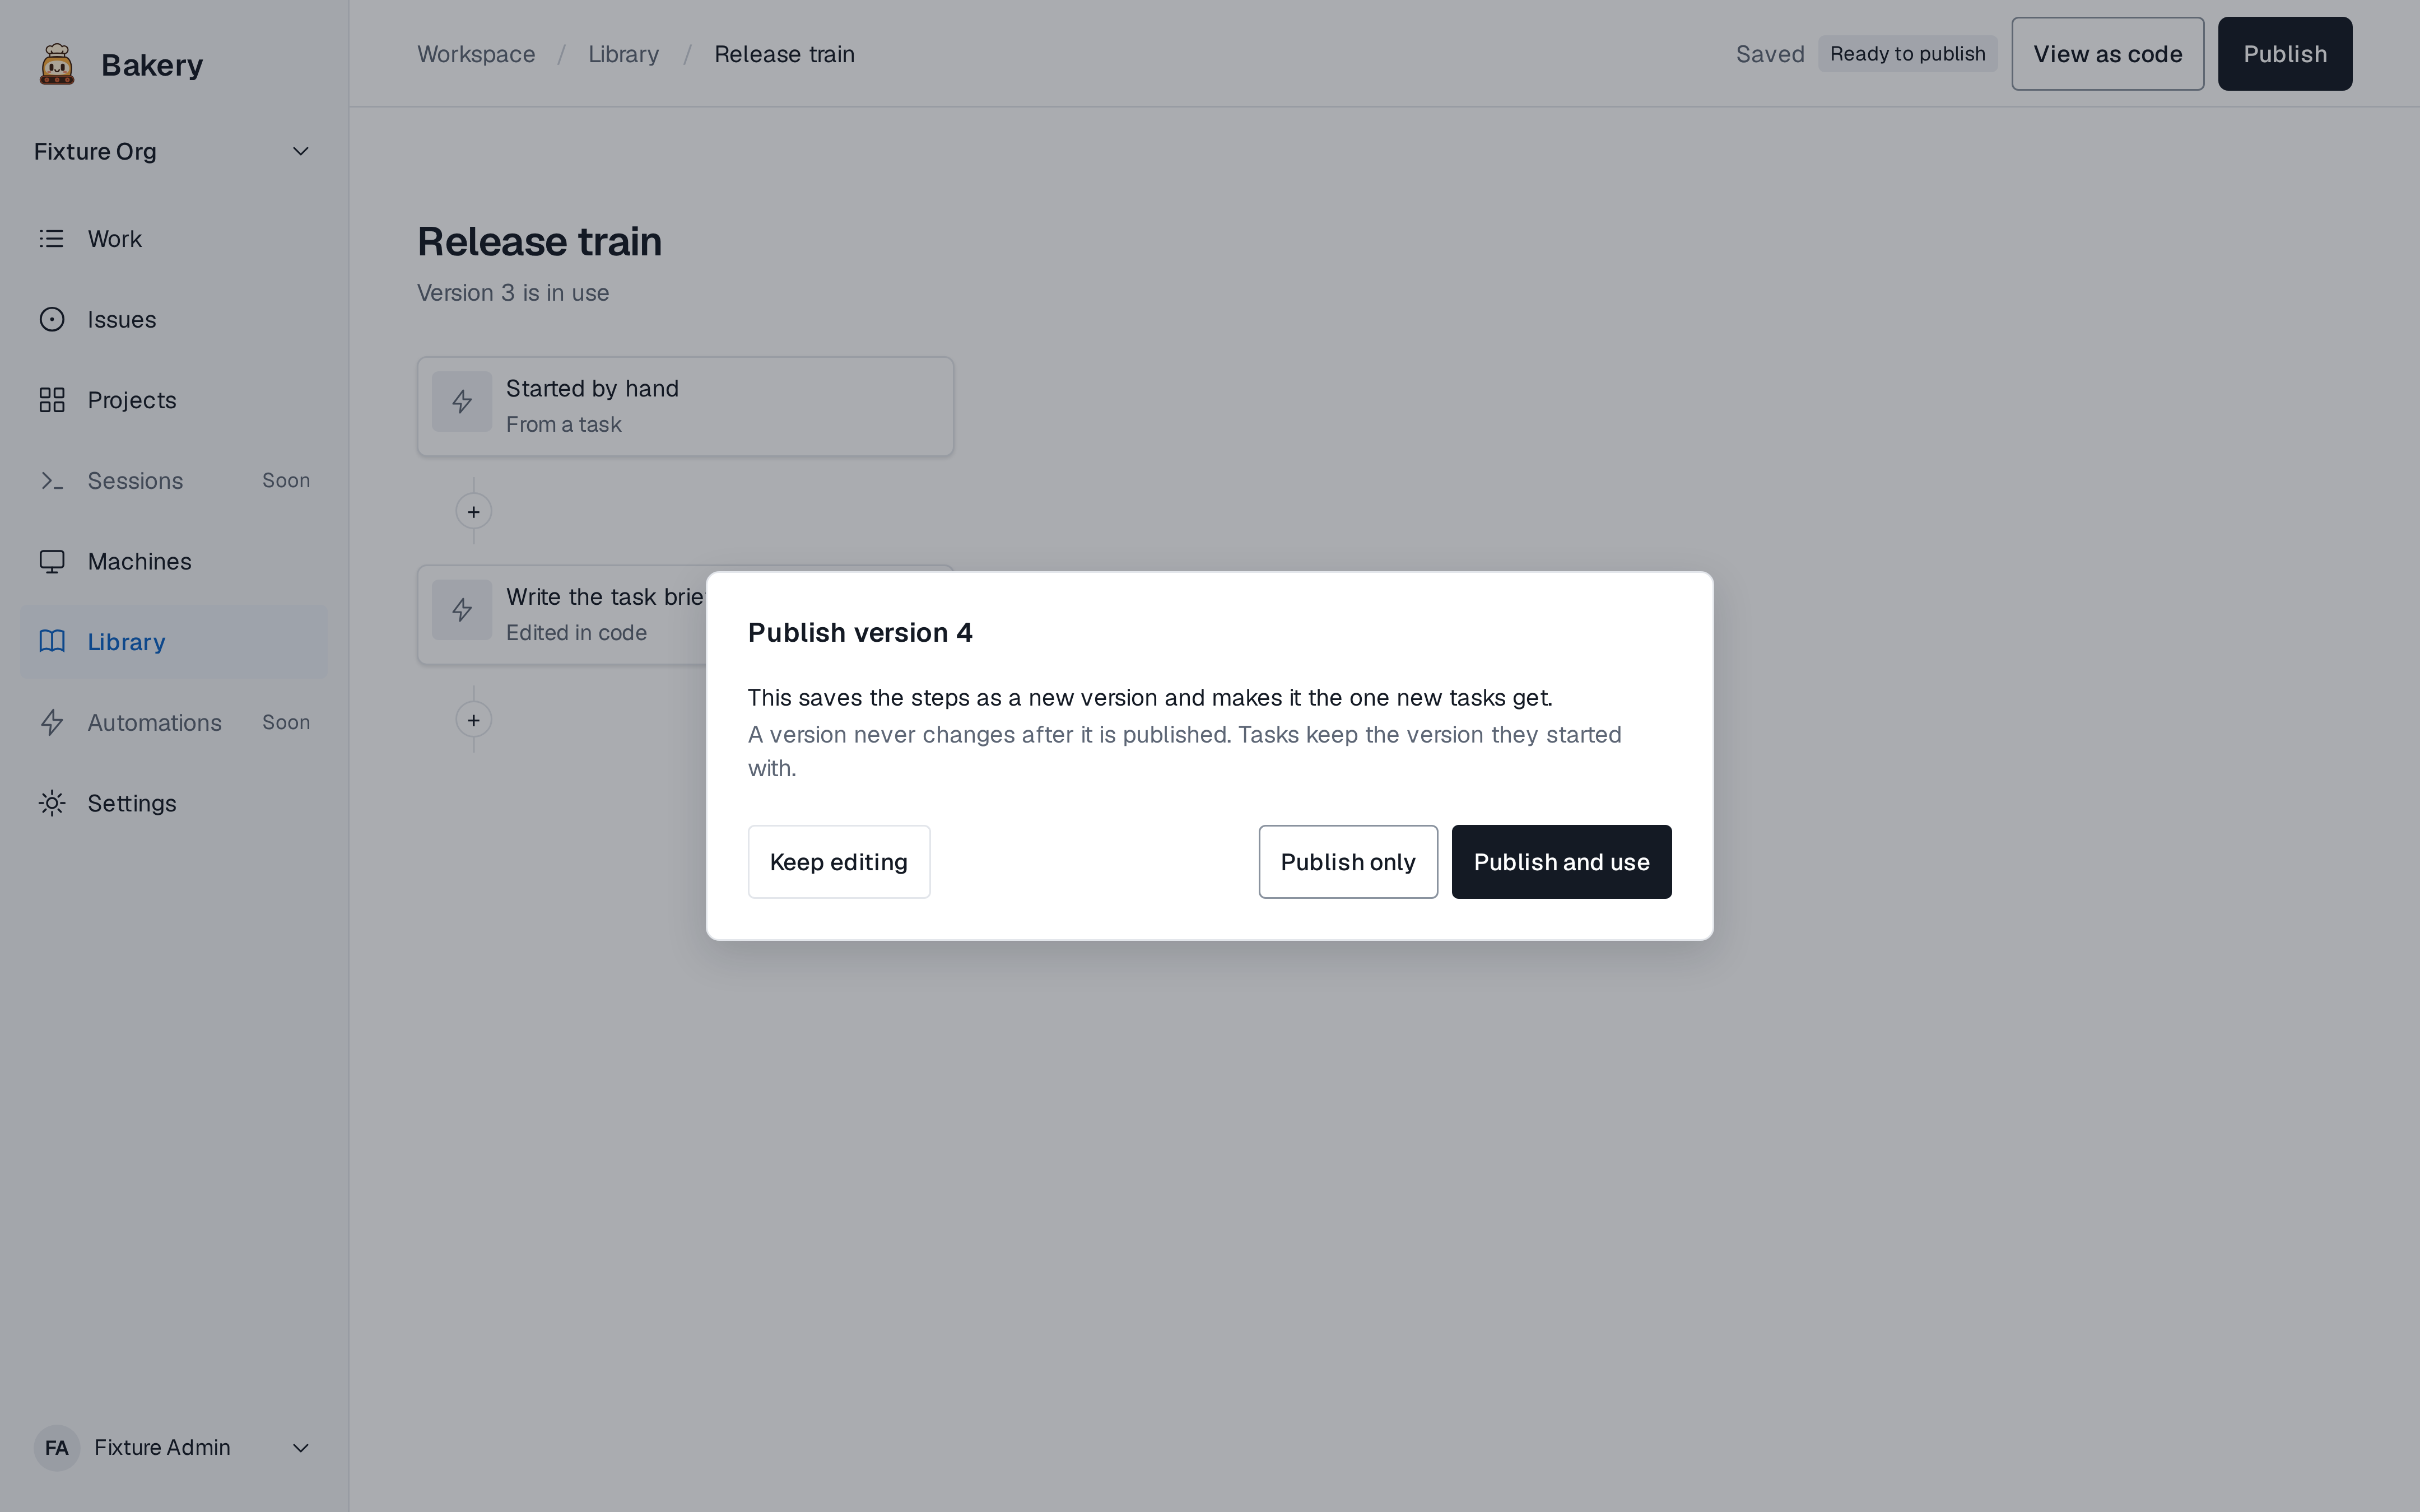 Bakery
Fixture Org
Work
Issues
Projects
Sessions Soon
Machines
Library
Automations Soon
Settings
FA Fixture Admin
Workspace / Library / Release train
Saved Ready to publish View as code Publish
Release train
Version 3 is in use
Started by hand
From a task
+
Write the task brie
Edited in code
+
Publish version 4
This saves the steps as a new version and makes it the one new tasks get.
A version never changes after it is published. Tasks keep the version they started
with.
Keep editing Publish only Publish and use